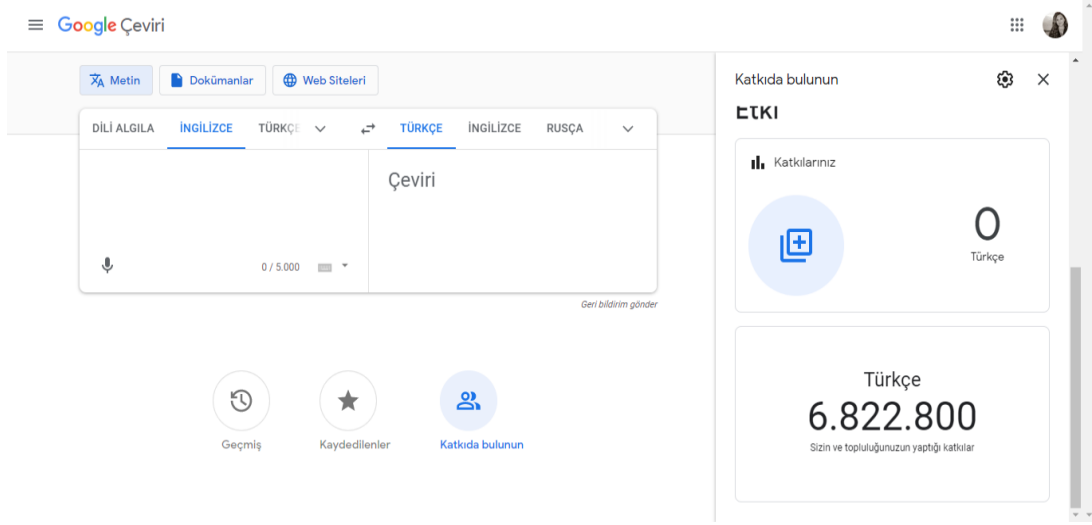 Google Çeviri
Metin
Dokümanlar
Web Siteleri
DİLİ ALGILA
İNGİLİZCE
TÜRKÇE
TÜRKÇE
İNGİLİZCE
RUSÇA
Çeviri
0 / 5.000
Geri bildirim gönder
Geçmiş
Kaydedilenler
Katkıda bulunun
Katkıda bulunun
Etki
Katkılarınız
0
Türkçe
Türkçe
6.822.800
Sizin ve topluluğunuzun yaptığı katkılar